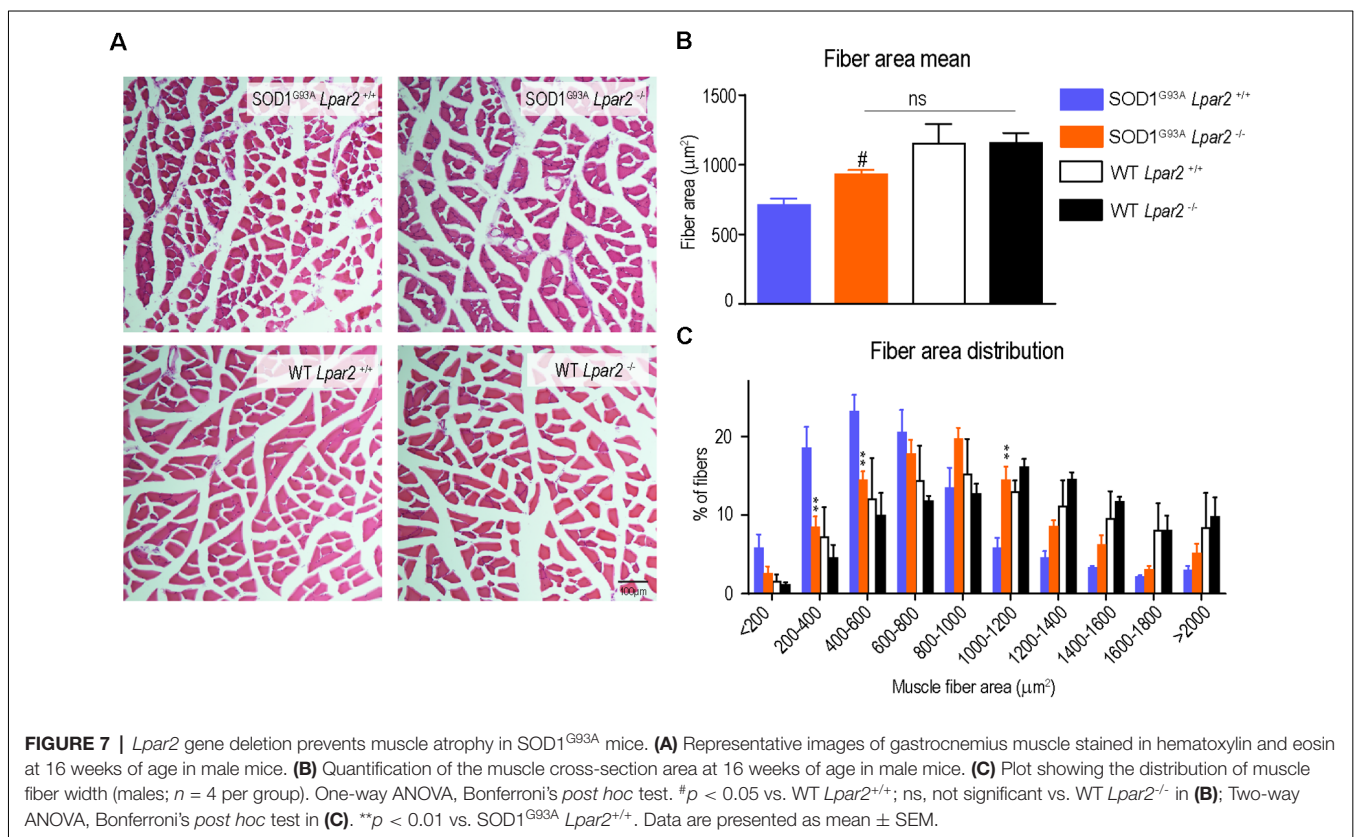 A
SOD1G93A Lpar2 +/+
SOD1G93A Lpar2 -/-
WT Lpar2 +/+
WT Lpar2 -/-
100μm
B
Fiber area mean
Fiber area (μm2)
1500
1000
500
0
#
ns
SOD1G93A Lpar2 +/+
SOD1G93A Lpar2 -/-
WT Lpar2 +/+
WT Lpar2 -/-
C
Fiber area distribution
% of fibers
20
10
0
**
**
**
<200
200-400
400-600
600-800
800-1000
1000-1200
1200-1400
1400-1600
1600-1800
>2000
Muscle fiber area (μm2)
FIGURE 7 | Lpar2 gene deletion prevents muscle atrophy in SOD1G93A mice. (A) Representative images of gastrocnemius muscle stained in hematoxylin and eosin
at 16 weeks of age in male mice. (B) Quantification of the muscle cross-section area at 16 weeks of age in male mice. (C) Plot showing the distribution of muscle
fiber width (males; n = 4 per group). One-way ANOVA, Bonferroni's post hoc test. #p < 0.05 vs. WT Lpar2+/+; ns, not significant vs. WT Lpar2-/- in (B); Two-way
ANOVA, Bonferroni's post hoc test in (C). **p < 0.01 vs. SOD1G93A Lpar2+/+. Data are presented as mean ± SEM.